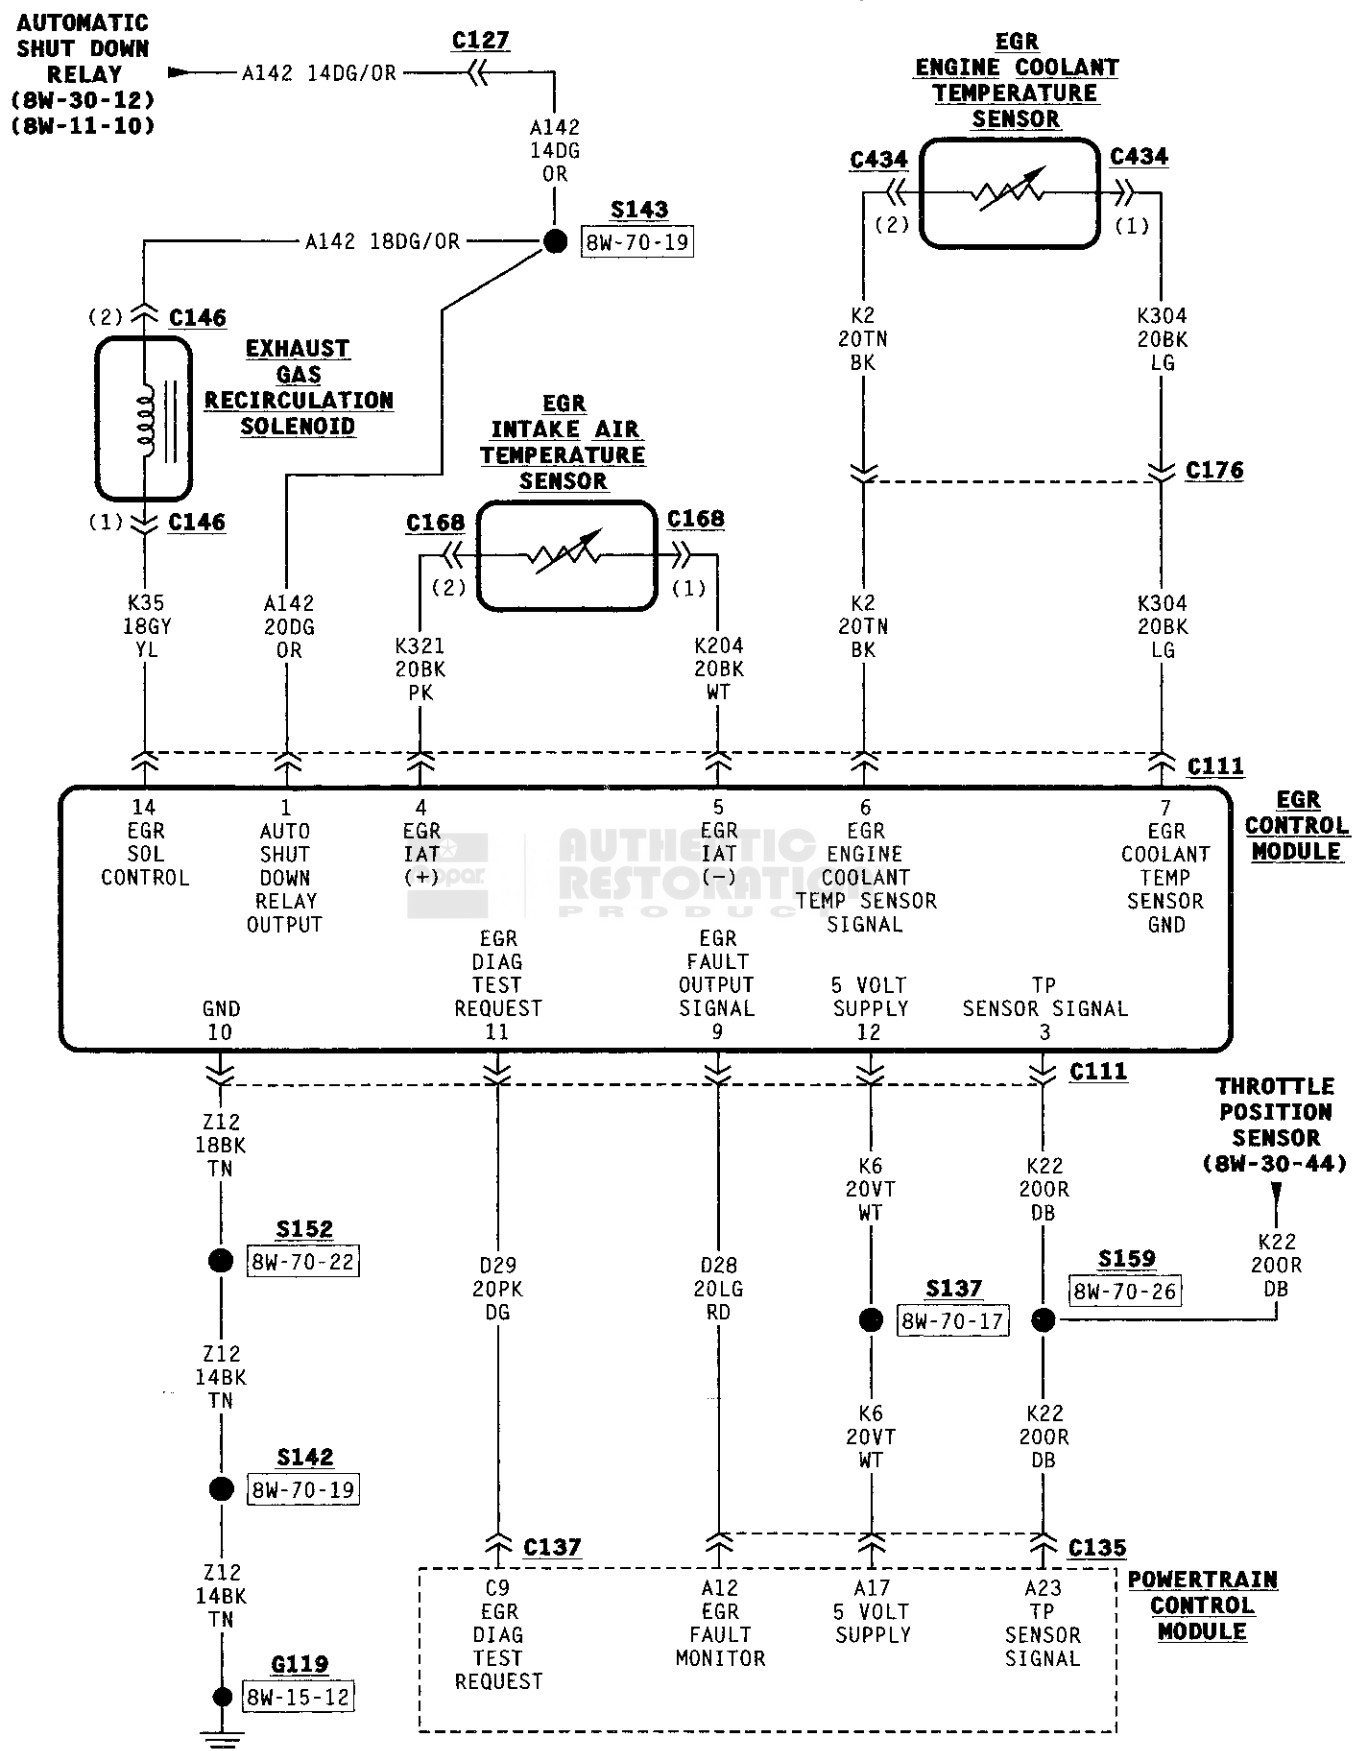 AUTOMATIC
SHUT DOWN
RELAY
(8W-30-12)
(8W-11-10)
A142 14DG/OR
C127
A142
14DG
OR
S143
8W-70-19
A142 18DG/OR
EGR
ENGINE COOLANT
TEMPERATURE
SENSOR
C434
C434
(2)
(1)
(2)
C146
EXHAUST
GAS
RECIRCULATION
SOLENOID
(1)
C146
EGR
INTAKE AIR
TEMPERATURE
SENSOR
C168
C168
(2)
(1)
K2
20TN
BK
K304
20BK
LG
C176
K35
18GY
YL
A142
20DG
OR
K321
20BK
PK
K204
20BK
WT
K2
20TN
BK
K304
20BK
LG
C111
EGR
CONTROL
MODULE
14
EGR
SOL
CONTROL
1
AUTO
SHUT
DOWN
RELAY
OUTPUT
4
EGR
IAT
(+)
5
EGR
IAT
(-)
6
EGR
ENGINE
COOLANT
TEMP SENSOR
SIGNAL
7
EGR
COOLANT
TEMP
SENSOR
GND
AUTHENTIC
RESTORATION
PRODUCT
GND
10
EGR
DIAG
TEST
REQUEST
11
EGR
FAULT
OUTPUT
SIGNAL
9
5 VOLT
SUPPLY
12
TP
SENSOR SIGNAL
3
C111
THROTTLE
POSITION
SENSOR
(8W-30-44)
Z12
18BK
TN
K6
20VT
WT
K22
20OR
DB
K22
20OR
DB
S152
8W-70-22
D29
20PK
DG
D28
20LG
RD
S137
8W-70-17
S159
8W-70-26
Z12
14BK
TN
K6
20VT
WT
K22
20OR
DB
S142
8W-70-19
Z12
14BK
TN
G119
8W-15-12
C137
C135
POWERTRAIN
CONTROL
MODULE
C9
EGR
DIAG
TEST
REQUEST
A12
EGR
FAULT
MONITOR
A17
5 VOLT
SUPPLY
A23
TP
SENSOR
SIGNAL